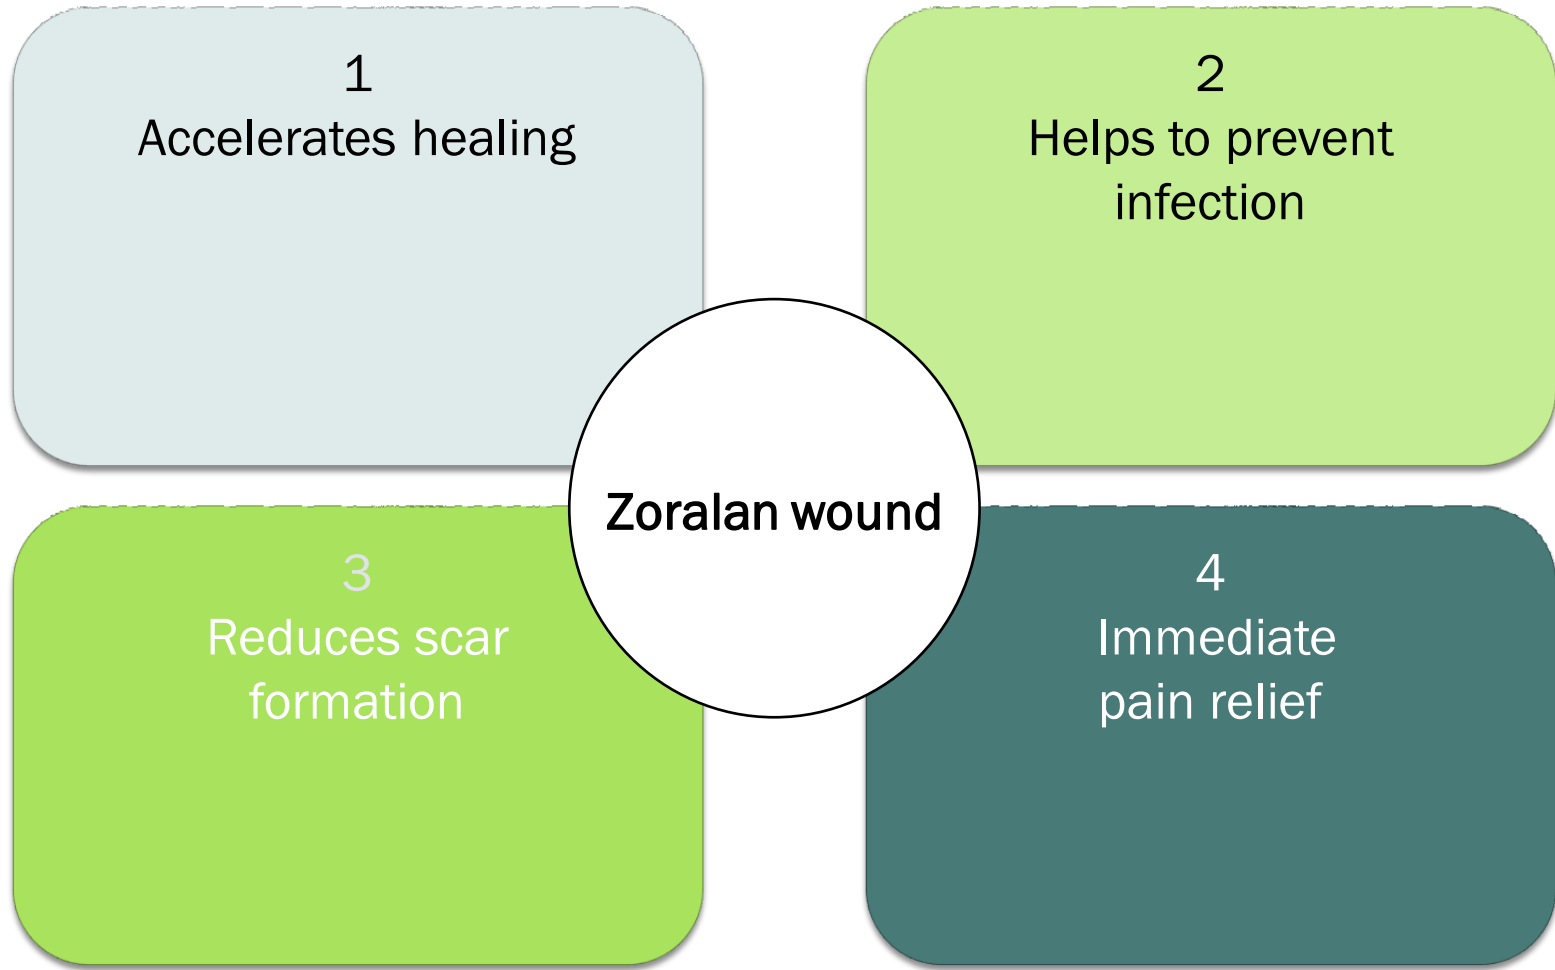 1
Accelerates healing
2
Helps to prevent
infection
Zoralan wound
3
Reduces scar
formation
4
Immediate
pain relief